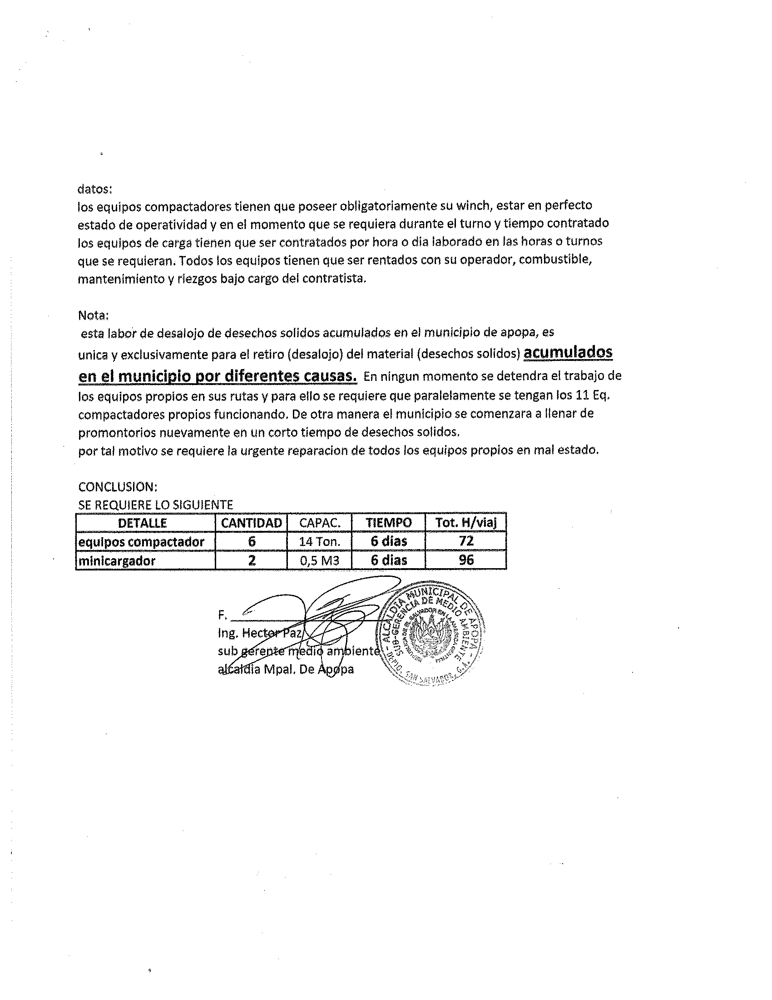 datos:
los equipos compactadores tienen que poseer obligatoriamente su winch, estar en perfecto
estado de operatividad y en el momento que se requiera durante el turno y tiempo contratado
los equipos de carga tienen que ser contratados por hora o dia laborado en las horas o turnos
que se requieran. Todos los equipos tienen que ser rentados con su operador, combustible,
mantenimiento y riezgos bajo cargo del contratista.
Nota:
esta labor de desalojo de desechos solidos acumulados en el municipio de apopa, es
unica y exclusivamente para el retiro (desalojo) del material (desechos solidos) acumulados
en el municipio por diferentes causas. En ningun momento se detendra el trabajo de
los equipos propios en sus rutas y para ello se requiere que paralelamente se tengan los 11 Eq.
compactadores propios funcionando. De otra manera el municipio se comenzara a llenar de
promontorios nuevamente en un corto tiempo de desechos solidos.
por tal motivo se requiere la urgente reparacion de todos los equipos propios en mal estado.
CONCLUSION:
SE REQUIERE LO SIGUIENTE
DETALLE CANTIDAD CAPAC. TIEMPO Tot. H/viaj
equipos compactador 6 14 Ton. 6 dias 72
minicargador 2 0,5 M3 6 dias 96
F.
Ing. Hector Paz
sub gerente medio ambiente
alcaldia Mpal. De Apopa
ALCALDIA MUNICIPAL DE APOPA
SUB-GERENCIA DE MEDIO AMBIENTE
REPUBLICA DE EL SALVADOR EN LA AMERICA CENTRAL
DEPTO. SAN SALVADOR, C.A.